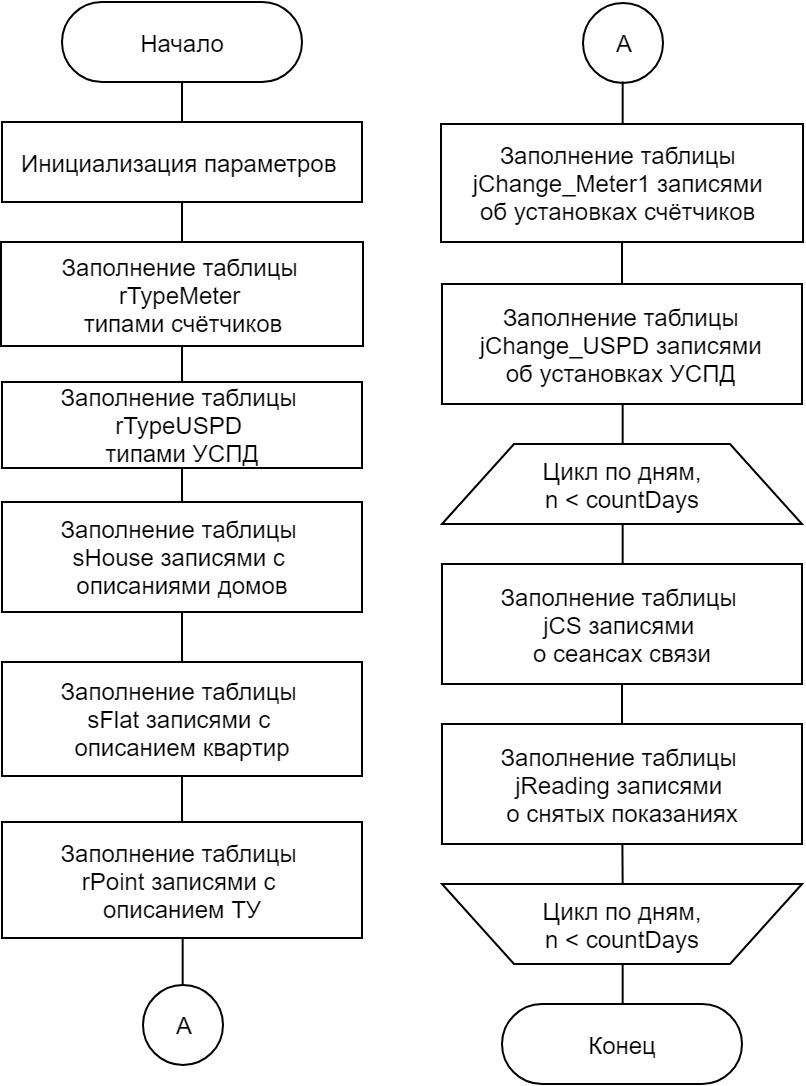 Начало
Инициализация параметров
Заполнение таблицы
rTypeMeter
типами счётчиков
Заполнение таблицы
rTypeUSPD
типами УСПД
Заполнение таблицы
sHouse записями с
описаниями домов
Заполнение таблицы
sFlat записями с
описанием квартир
Заполнение таблицы
rPoint записями с
описанием ТУ
А
А
Заполнение таблицы
jChange_Meter1 записями
об установках счётчиков
Заполнение таблицы
jChange_USPD записями
об установках УСПД
Цикл по дням,
n < countDays
Заполнение таблицы
jCS записями
о сеансах связи
Заполнение таблицы
jReading записями
о снятых показаниях
Цикл по дням,
n < countDays
Конец